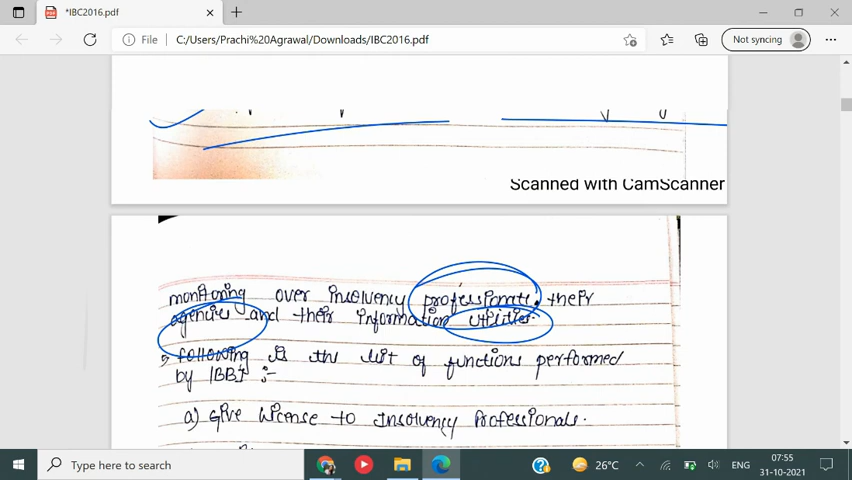 *IBC2016.pdf
File C:/Users/Prachi%20Agrawal/Downloads/IBC2016.pdf Not syncing
Scanned with CamScanner
monitoring over insolvency professionals, their
agencies and their information utilities.
following is the list of functions performed
by IBBI :-
a) Give License to Insolvency Professionals.
Type here to search
26°C
ENG
07:55
31-10-2021